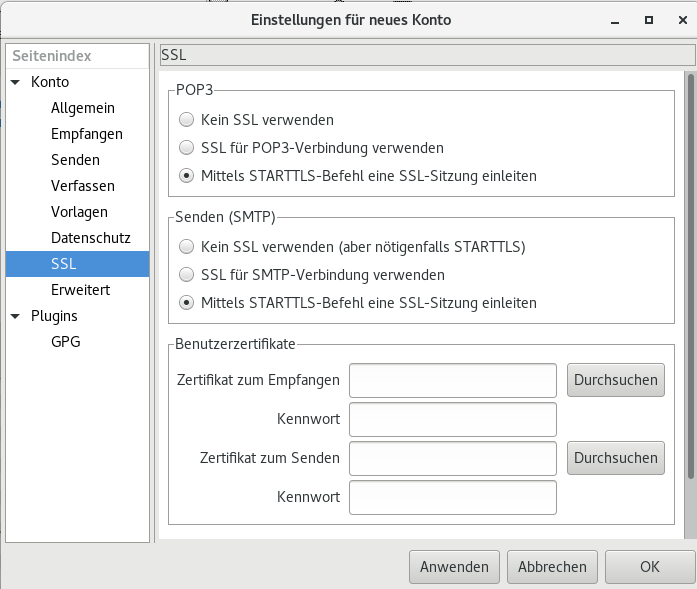 Einstellungen für neues Konto
Seitenindex
Konto
Allgemein
Empfangen
Senden
Verfassen
Vorlagen
Datenschutz
SSL
Erweitert
Plugins
GPG
SSL
POP3
Kein SSL verwenden
SSL für POP3-Verbindung verwenden
Mittels STARTTLS-Befehl eine SSL-Sitzung einleiten
Senden (SMTP)
Kein SSL verwenden (aber nötigenfalls STARTTLS)
SSL für SMTP-Verbindung verwenden
Mittels STARTTLS-Befehl eine SSL-Sitzung einleiten
Benutzerzertifikate
Zertifikat zum Empfangen Durchsuchen
Kennwort
Zertifikat zum Senden Durchsuchen
Kennwort
Anwenden Abbrechen OK